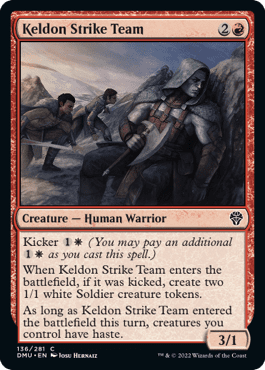 Keldon Strike Team 2
Creature — Human Warrior
Kicker 1 (You may pay an additional
1 as you cast this spell.)
When Keldon Strike Team enters the
battlefield, if it was kicked, create two
1/1 white Soldier creature tokens.
As long as Keldon Strike Team entered
the battlefield this turn, creatures you
control have haste.
3/1
136/281 C
DMU • EN Iosu Hernaiz
™ & © 2022 Wizards of the Coast